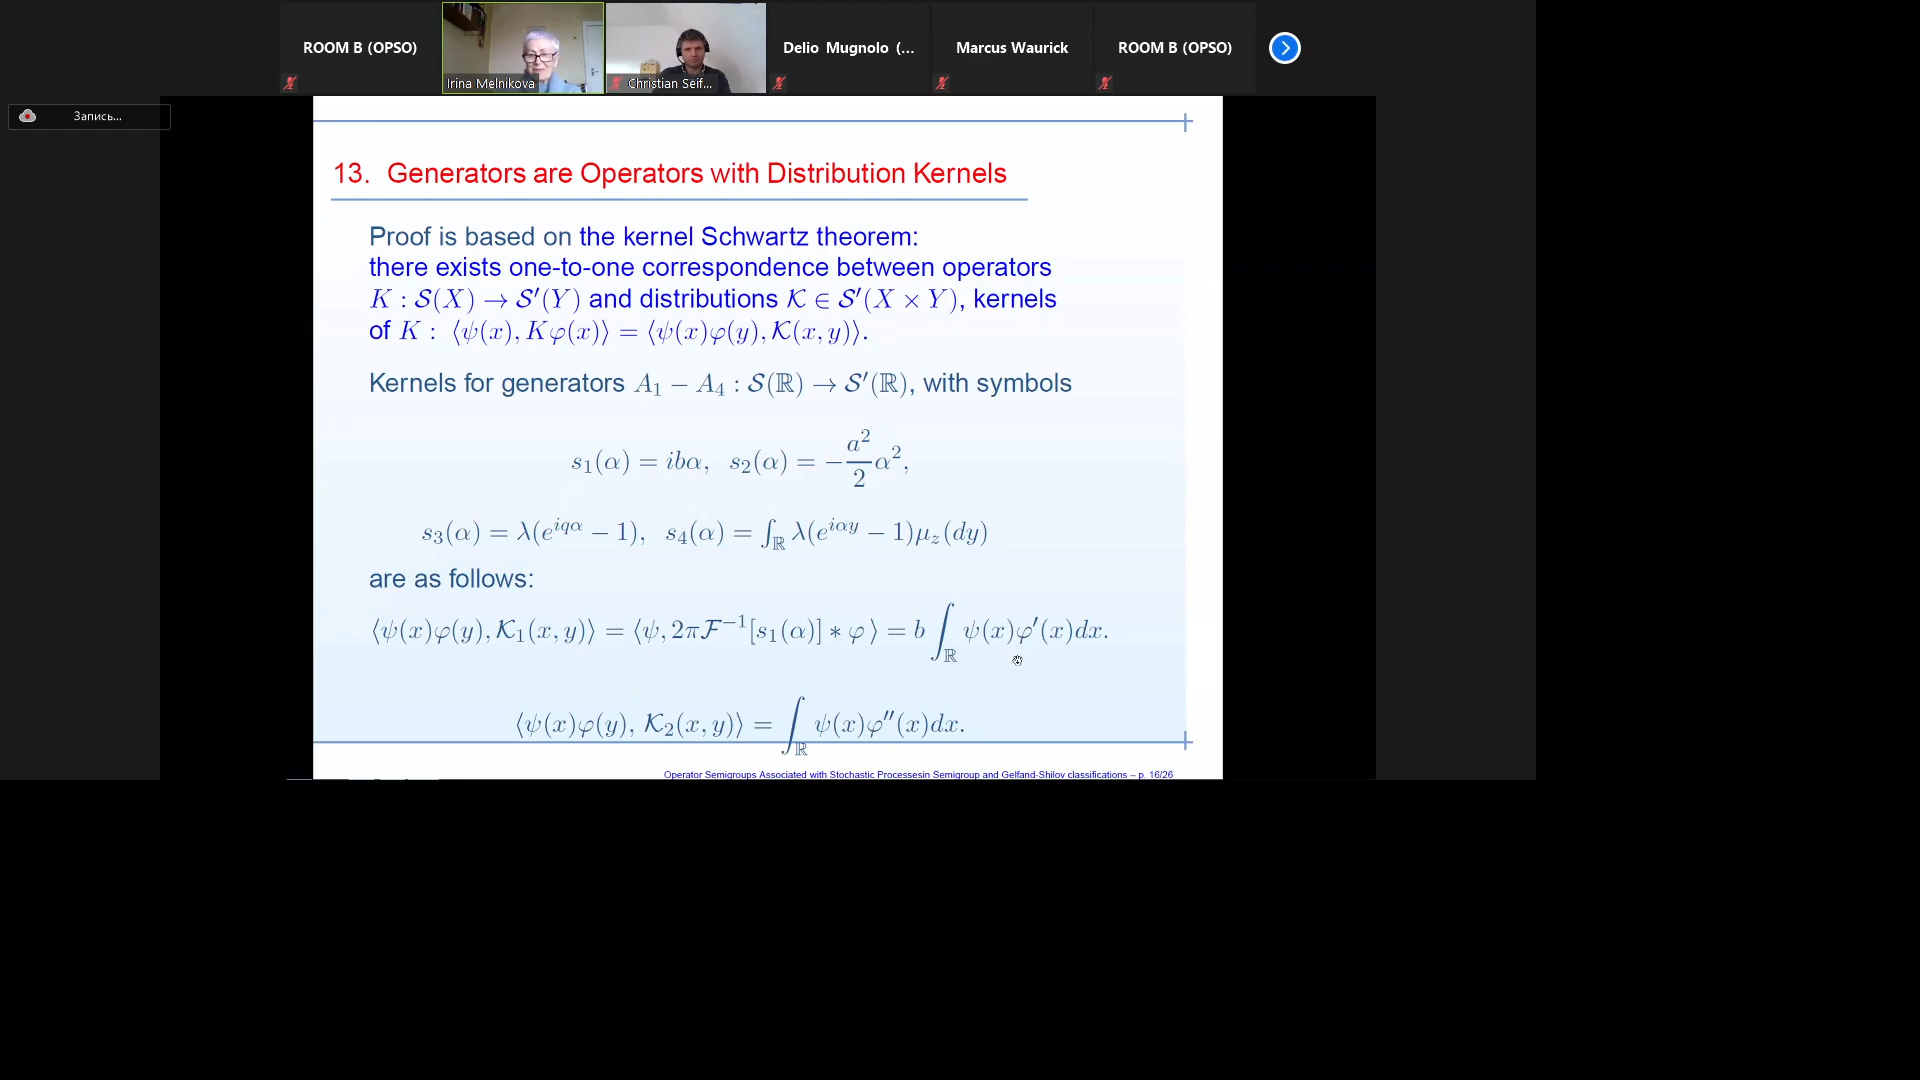 ROOM B (OPSO)
Irina Melnikova
Christian Seif...
Delio Mugnolo (...
Marcus Waurick
ROOM B (OPSO)
Запись...
13. Generators are Operators with Distribution Kernels
Proof is based on the kernel Schwartz theorem:
there exists one-to-one correspondence between operators
K : 𝒮(X) → 𝒮′(Y) and distributions 𝒦 ∈ 𝒮′(X × Y), kernels
of K : ⟨ψ(x), Kφ(x)⟩ = ⟨ψ(x)φ(y), 𝒦(x, y)⟩.
Kernels for generators A₁ − A₄ : 𝒮(ℝ) → 𝒮′(ℝ), with symbols
s₁(α) = ibα, s₂(α) = −a²/2 α²,
s₃(α) = λ(e^{iqα} − 1), s₄(α) = ∫_ℝ λ(e^{iαy} − 1)μ_z(dy)
are as follows:
⟨ψ(x)φ(y), 𝒦₁(x, y)⟩ = ⟨ψ, 2πℱ⁻¹[s₁(α)] ∗ φ⟩ = b ∫_ℝ ψ(x)φ′(x)dx.
⟨ψ(x)φ(y), 𝒦₂(x, y)⟩ = ∫_ℝ ψ(x)φ″(x)dx.
Operator Semigroups Associated with Stochastic Processesin Semigroup and Gelfand-Shilov classifications – p. 16/26